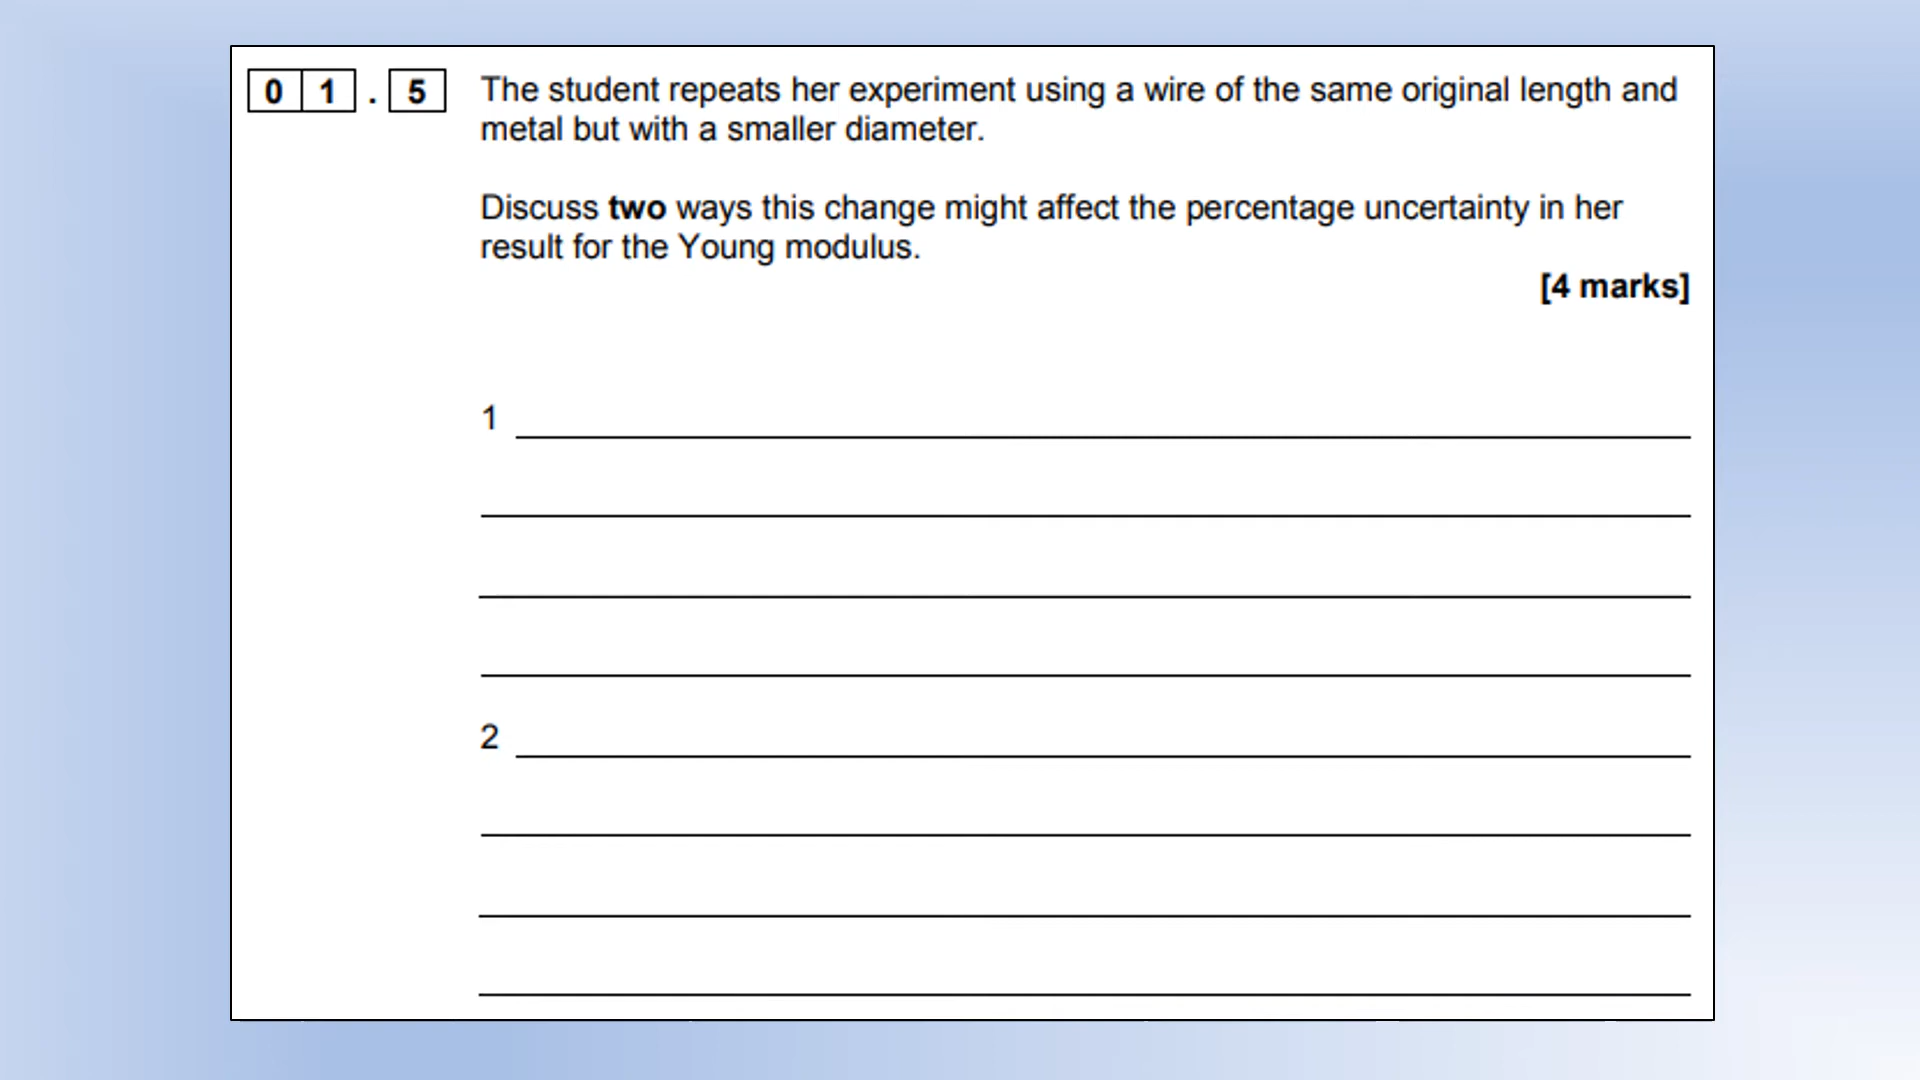 01.5 The student repeats her experiment using a wire of the same original length and
metal but with a smaller diameter.
Discuss two ways this change might affect the percentage uncertainty in her
result for the Young modulus.
[4 marks]
1
2